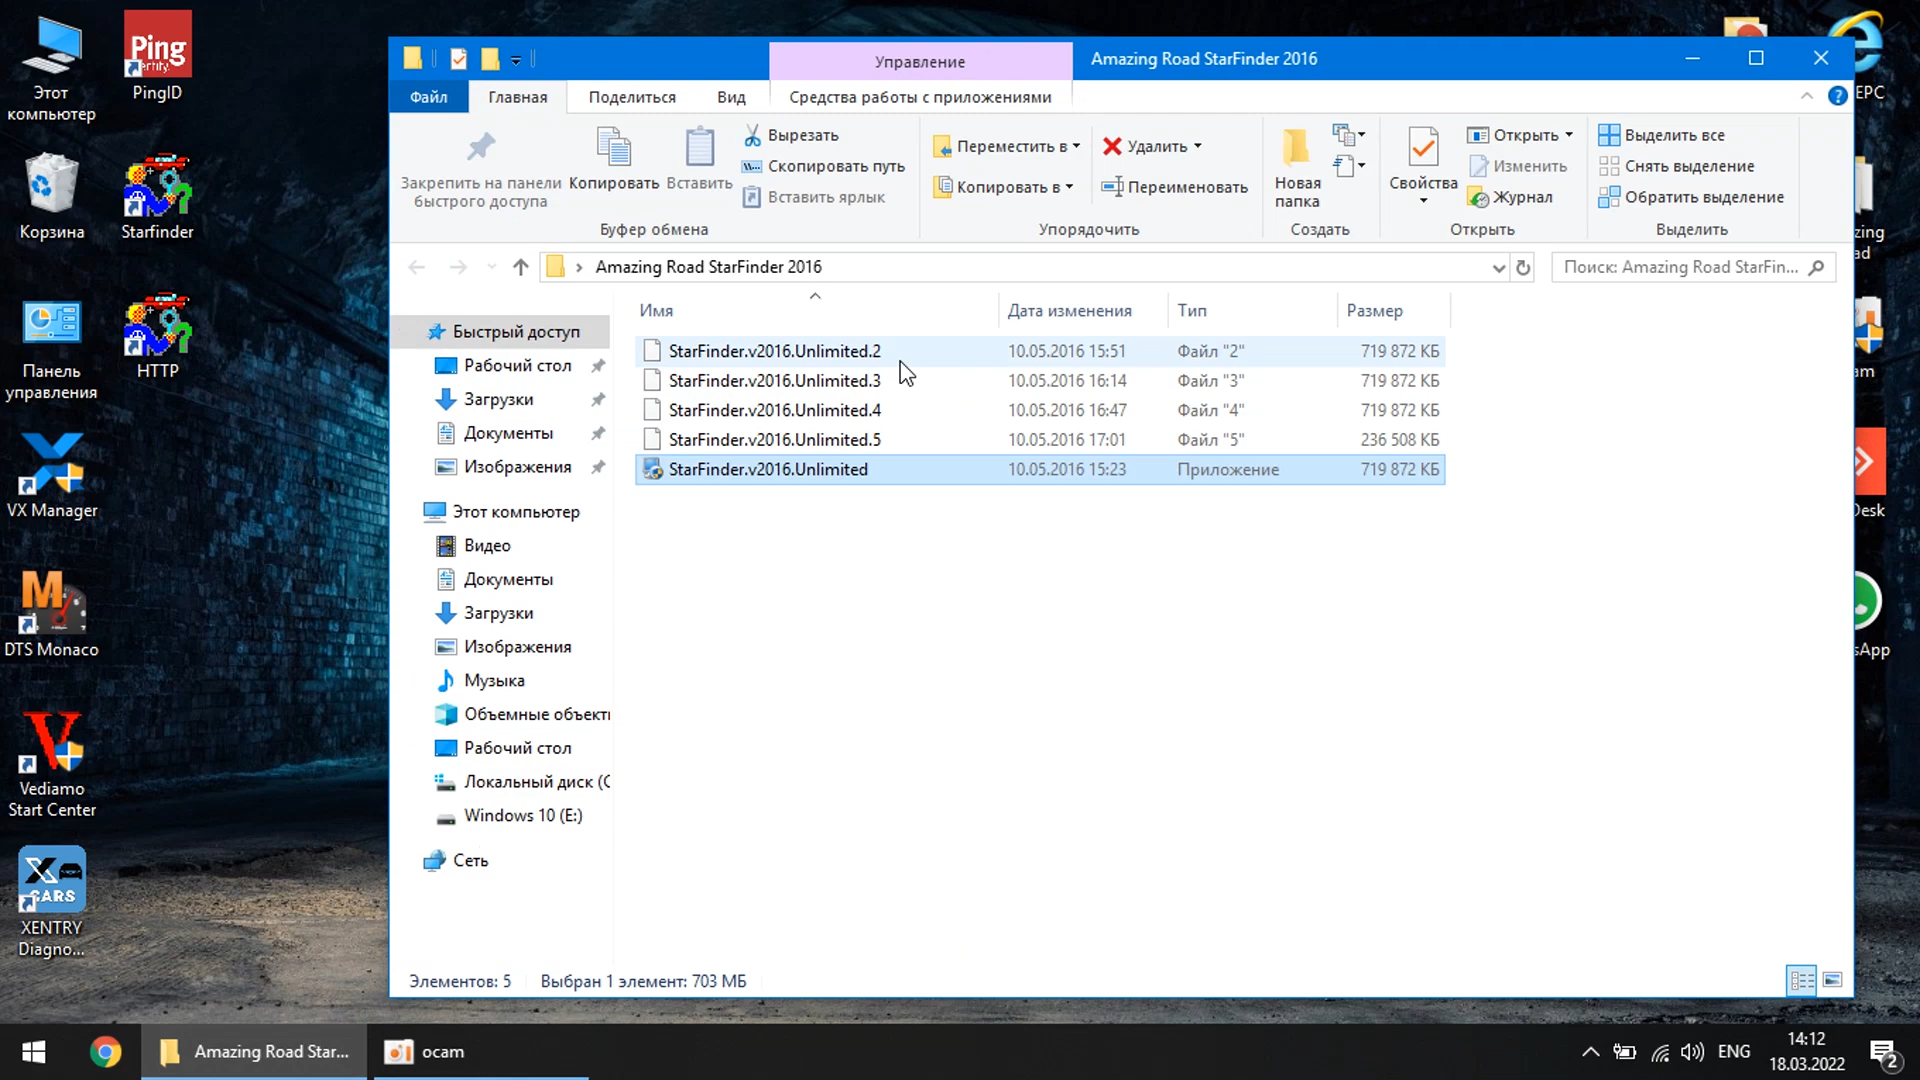 Этот
компьютер
Ping
PingID
Корзина
Starfinder
Панель
управления
HTTP
VX Manager
DTS Monaco
Vediamo
Start Center
CARS
XENTRY
Diagno...
Управление
Amazing Road StarFinder 2016
Файл
Главная
Поделиться
Вид
Средства работы с приложениями
Закрепить на панели
быстрого доступа
Копировать
Вставить
Вырезать
Скопировать путь
Вставить ярлык
Буфер обмена
Переместить в
Копировать в
Удалить
Переименовать
Упорядочить
Новая
папка
Создать
Свойства
Открыть
Изменить
Журнал
Открыть
Выделить все
Снять выделение
Обратить выделение
Выделить
Amazing Road StarFinder 2016
Поиск: Amazing Road StarFin...
Имя
Дата изменения
Тип
Размер
StarFinder.v2016.Unlimited.2 10.05.2016 15:51 Файл "2" 719 872 КБ
StarFinder.v2016.Unlimited.3 10.05.2016 16:14 Файл "3" 719 872 КБ
StarFinder.v2016.Unlimited.4 10.05.2016 16:47 Файл "4" 719 872 КБ
StarFinder.v2016.Unlimited.5 10.05.2016 17:01 Файл "5" 236 508 КБ
StarFinder.v2016.Unlimited 10.05.2016 15:23 Приложение 719 872 КБ
Быстрый доступ
Рабочий стол
Загрузки
Документы
Изображения
Этот компьютер
Видео
Документы
Загрузки
Изображения
Музыка
Объемные объект
Рабочий стол
Локальный диск (C
Windows 10 (E:)
Сеть
Элементов: 5
Выбран 1 элемент: 703 МБ
EPC
zing
ad
am
Desk
sApp
Amazing Road Star...
ocam
ENG
14:12
18.03.2022
2